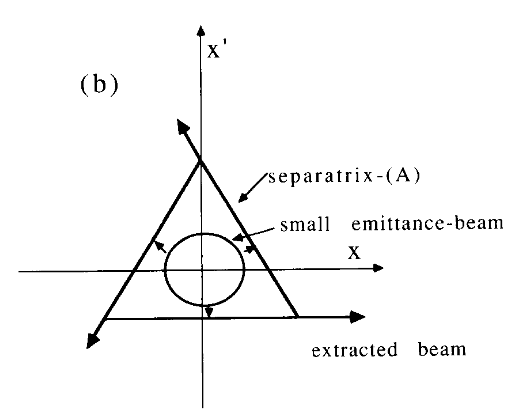 X'
(b)
separatrix-(A)
small emittance-beam
X
extracted beam